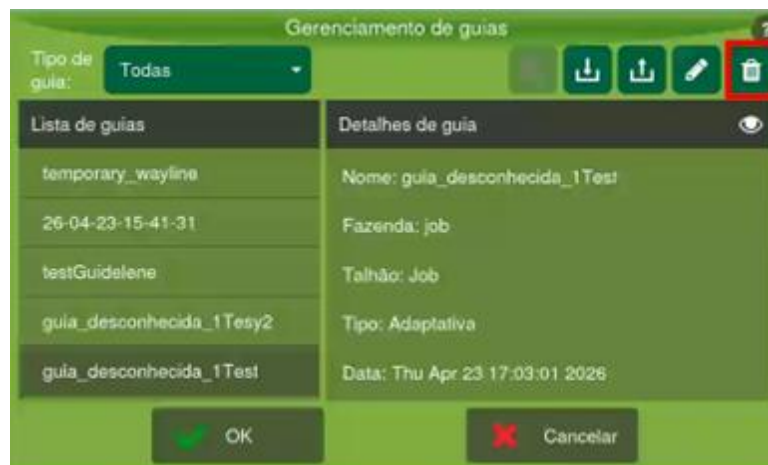 Gerenciamento de guias
?
Tipo de
guia:
Todas
Lista de guias
Detalhes de guia
temporary_wayline
Nome: guia_desconhecida_1Test
26-04-23-15-41-31
Fazenda: job
testGuidelene
Talhão: Job
guia_desconhecida_1Tesy2
Tipo: Adaptativa
guia_desconhecida_1Test
Data: Thu Apr 23 17:03:01 2026
OK
Cancelar